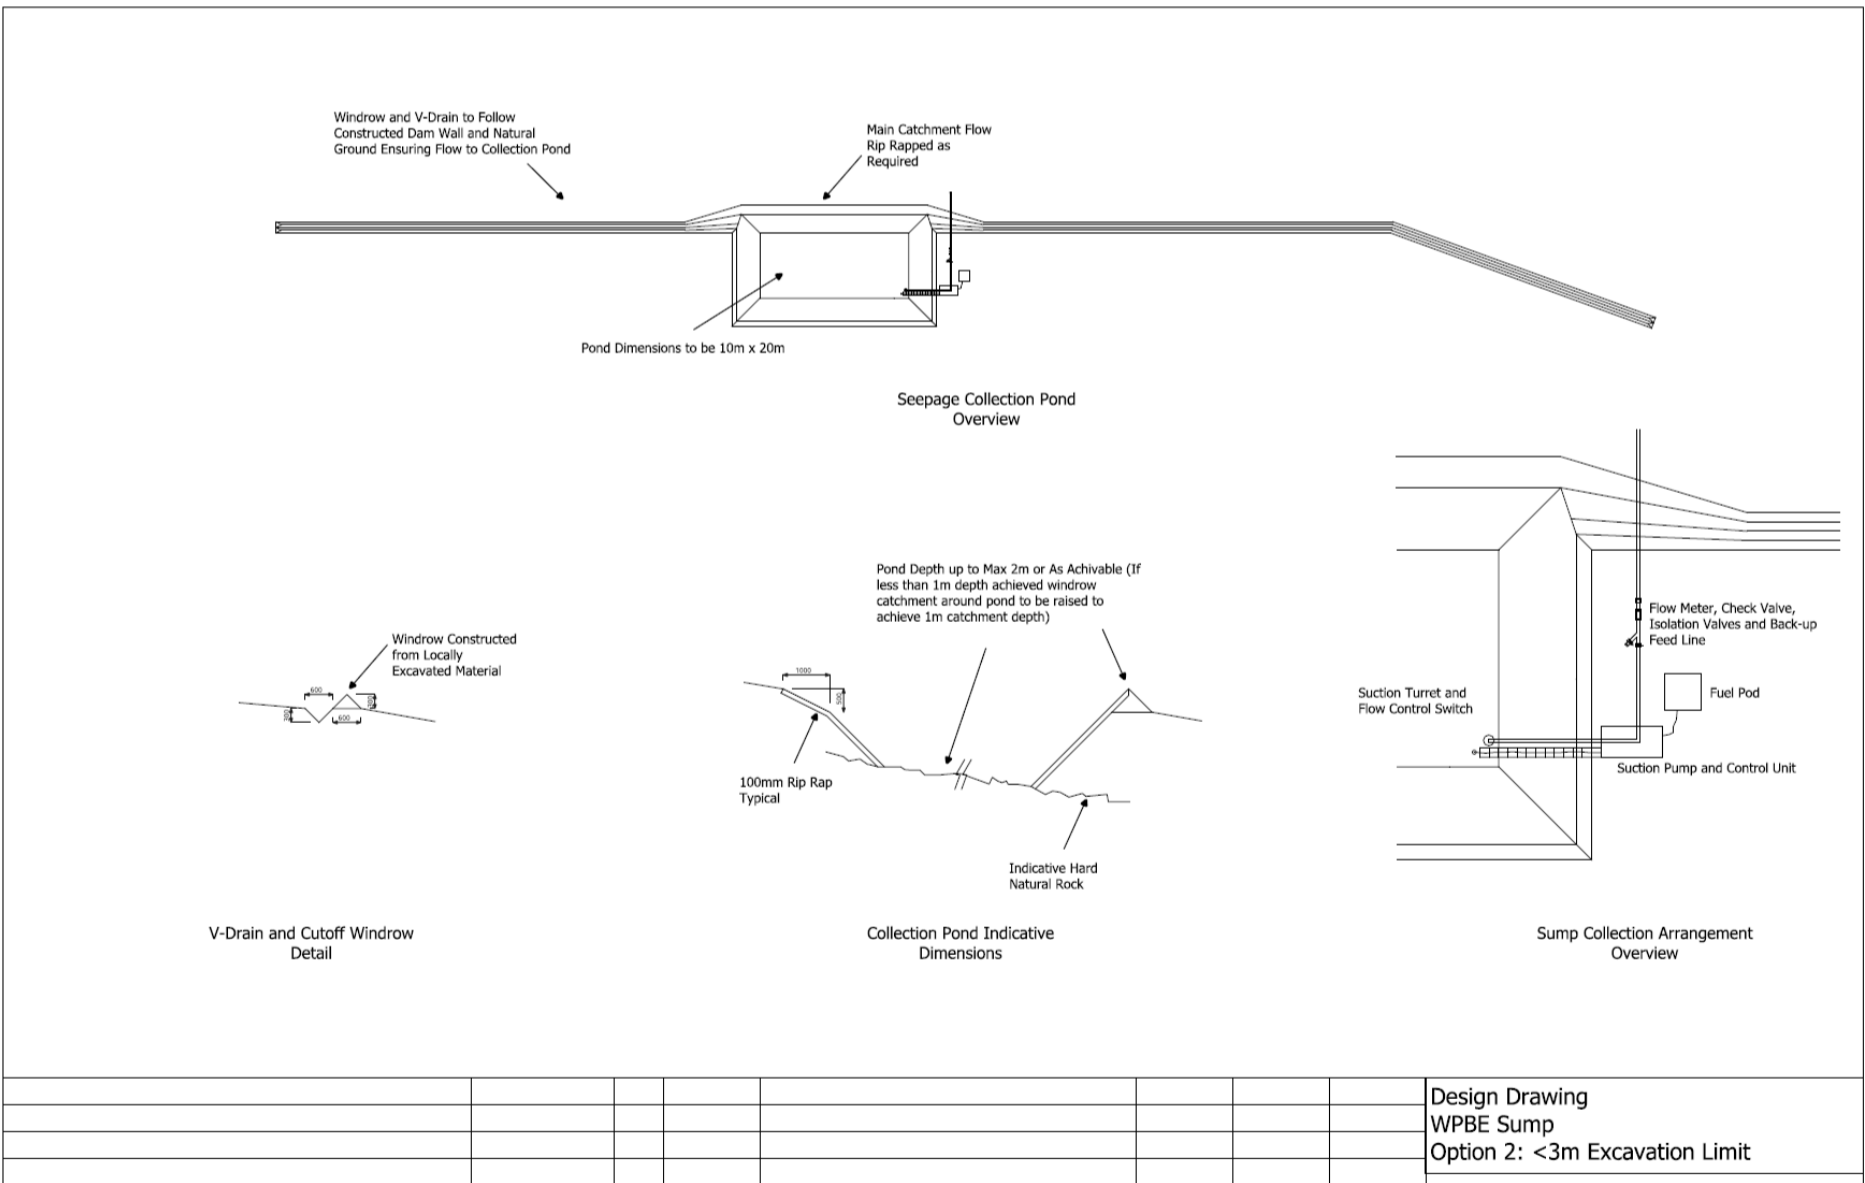 Windrow and V-Drain to Follow
Constructed Dam Wall and Natural
Ground Ensuring Flow to Collection Pond
Main Catchment Flow
Rip Rapped as
Required
Pond Dimensions to be 10m x 20m
Seepage Collection Pond
Overview
Windrow Constructed
from Locally
Excavated Material
600
300
600
V-Drain and Cutoff Windrow
Detail
Pond Depth up to Max 2m or As Achivable (If
less than 1m depth achieved windrow
catchment around pond to be raised to
achieve 1m catchment depth)
1000
500
100mm Rip Rap
Typical
Indicative Hard
Natural Rock
Collection Pond Indicative
Dimensions
Flow Meter, Check Valve,
Isolation Valves and Back-up
Feed Line
Suction Turret and
Flow Control Switch
Fuel Pod
Suction Pump and Control Unit
Sump Collection Arrangement
Overview
Design Drawing
WPBE Sump
Option 2: <3m Excavation Limit